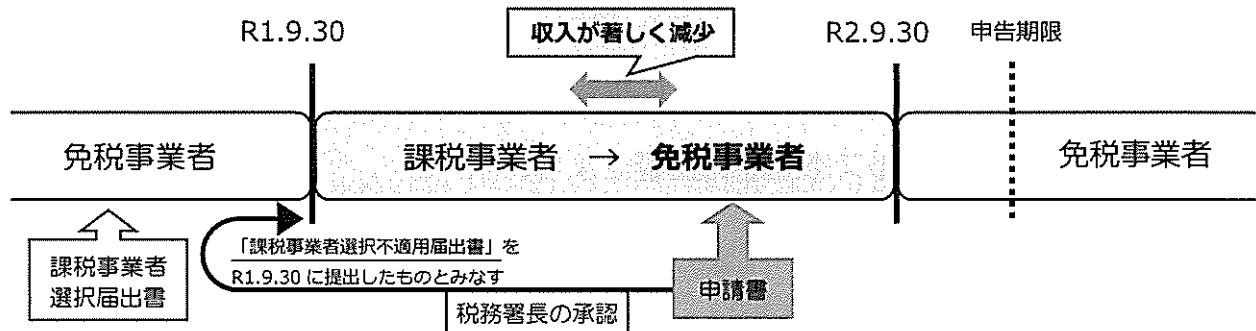 R1.9.30
収入が著しく減少
R2.9.30
申告期限
免税事業者
課税事業者 → 免税事業者
免税事業者
課税事業者
選択届出書
「課税事業者選択不適用届出書」を
R1.9.30 に提出したものとみなす
税務署長の承認
申請書